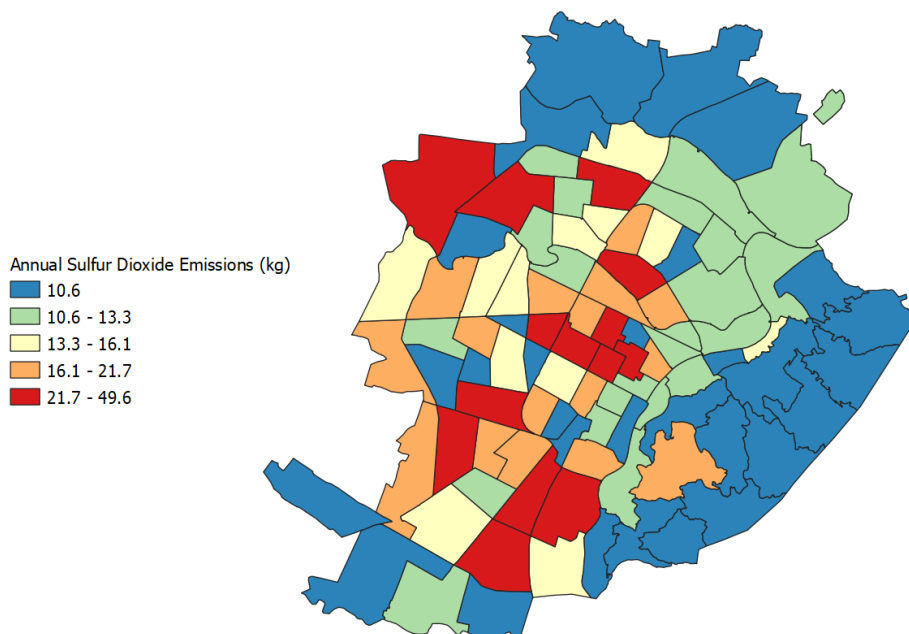 Annual Sulfur Dioxide Emissions (kg)
10.6
10.6 - 13.3
13.3 - 16.1
16.1 - 21.7
21.7 - 49.6